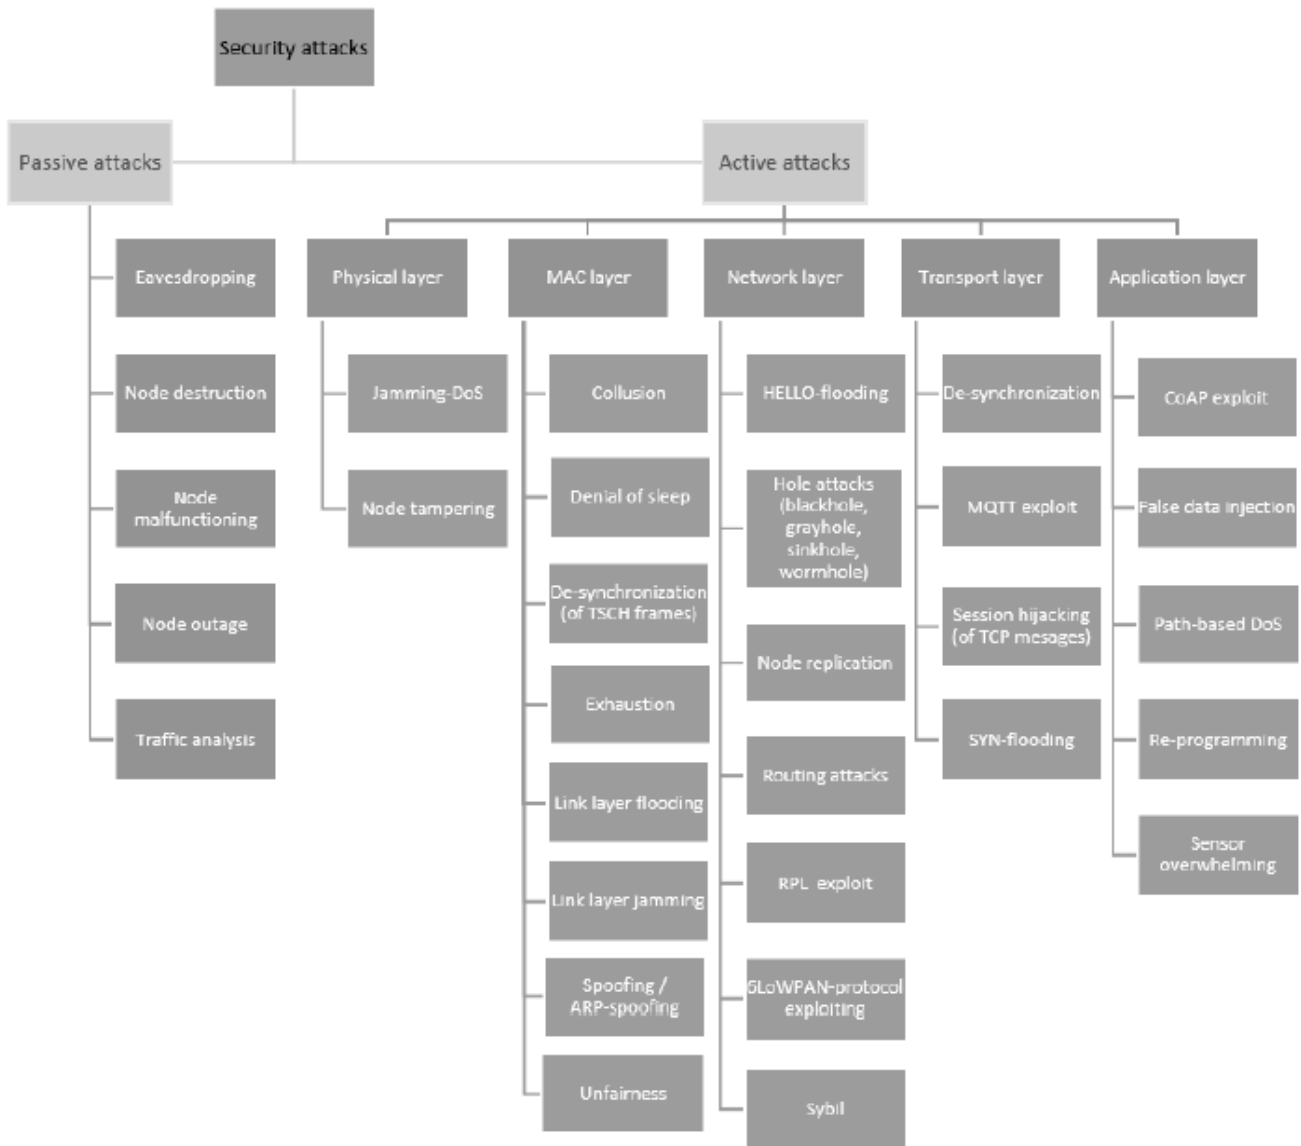 Security attacks
Passive attacks
Active attacks
Eavesdropping
Node destruction
Node
malfunctioning
Node outage
Traffic analysis
Physical layer
Jamming-DoS
Node tampering
MAC layer
Collusion
Denial of sleep
De-synchronization
(of TSCH frames)
Exhaustion
Link layer flooding
Link layer jamming
Spoofing /
ARP-spoofing
Unfairness
Network layer
HELLO-flooding
Hole attacks
(blackhole,
grayhole,
sinkhole,
wormhole)
Node replication
Routing attacks
RPL exploit
6LoWPAN-protocol
exploiting
Sybil
Transport layer
De-synchronization
MQTT exploit
Session hijacking
(of TCP mesages)
SYN-flooding
Application layer
CoAP exploit
False data injection
Path-based DoS
Re-programming
Sensor
overwhelming